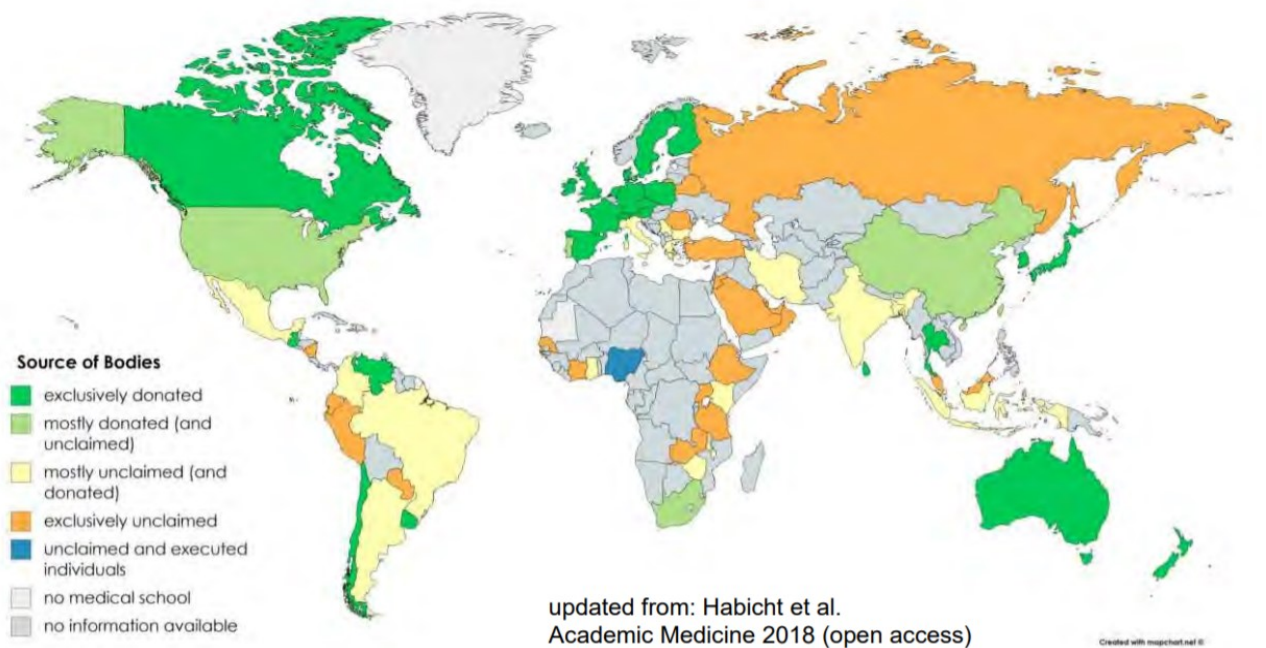 Source of Bodies
exclusively donated
mostly donated (and
unclaimed)
mostly unclaimed (and
donated)
exclusively unclaimed
unclaimed and executed
individuals
no medical school
no information available
updated from: Habicht et al.
Academic Medicine 2018 (open access)
Created with mapchart.net ©